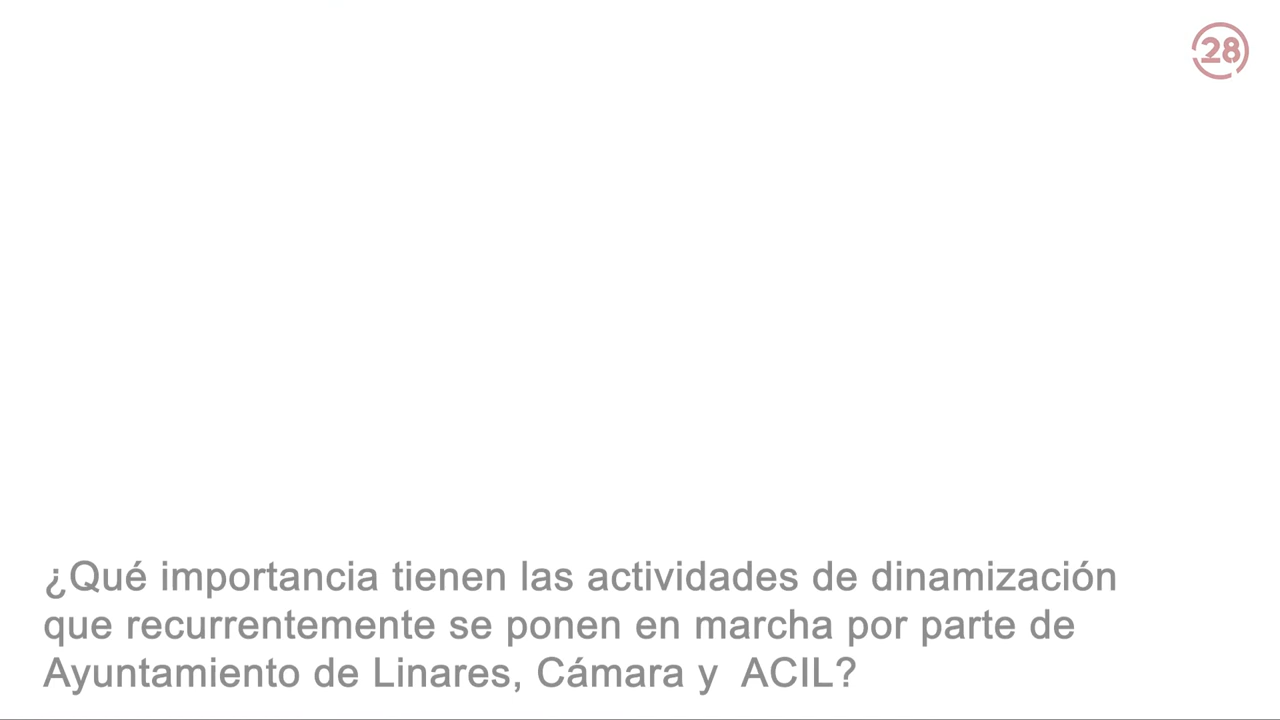 28
¿Qué importancia tienen las actividades de dinamización
que recurrentemente se ponen en marcha por parte de
Ayuntamiento de Linares, Cámara y  ACIL?